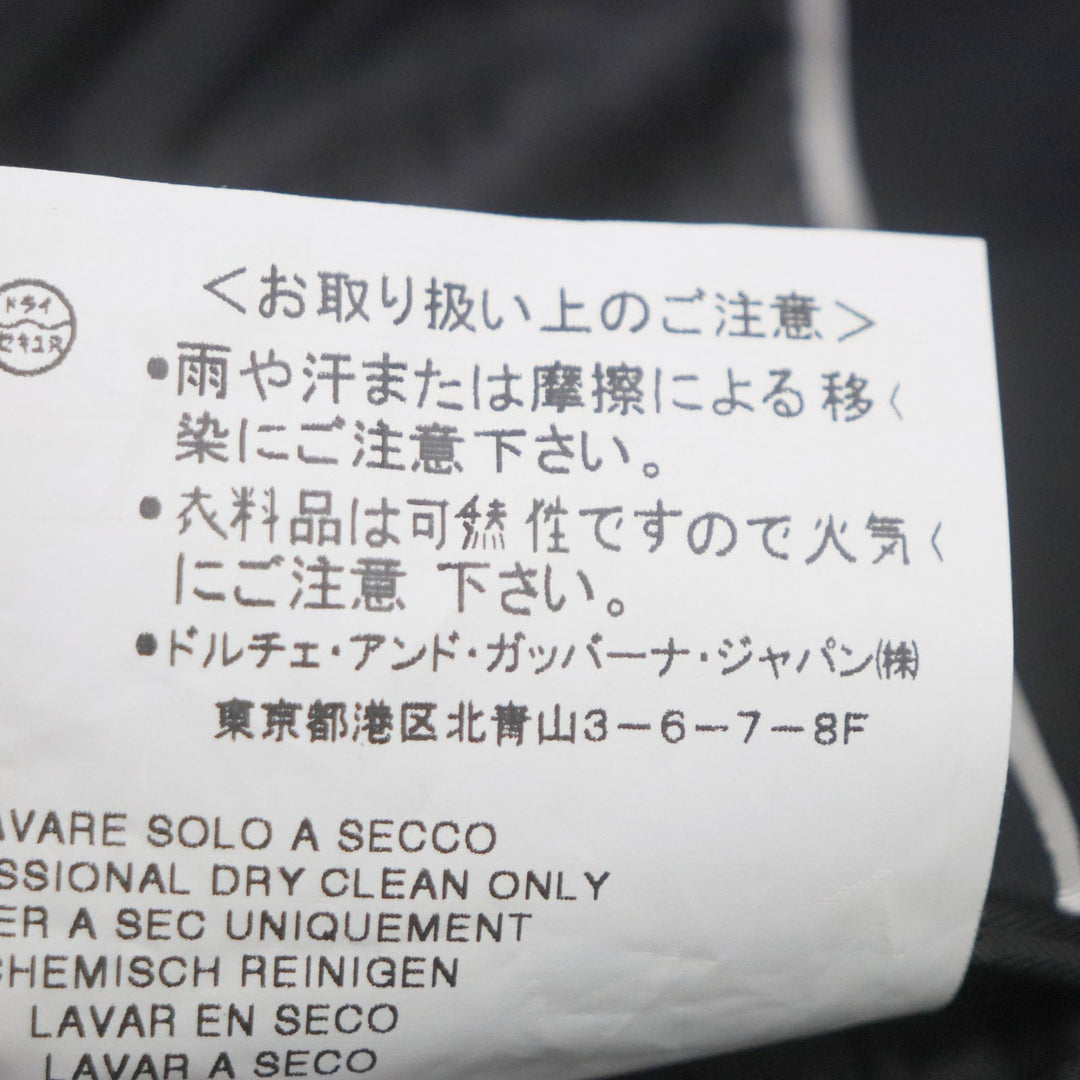 ドライ
セキユ系
＜お取り扱い上のご注意＞
•雨や汗または摩擦による移く
染にご注意下さい。
•衣料品は可燃性ですので火気く
にご注意 下さい。
•ドルチェ・アンド・ガッバーナ・ジャパン㈱
東京都港区北青山3-6-7-8F
AVARE SOLO A SECCO
SSIONAL DRY CLEAN ONLY
ER A SEC UNIQUEMENT
CHEMISCH REINIGEN
LAVAR EN SECO
LAVAR A SECO